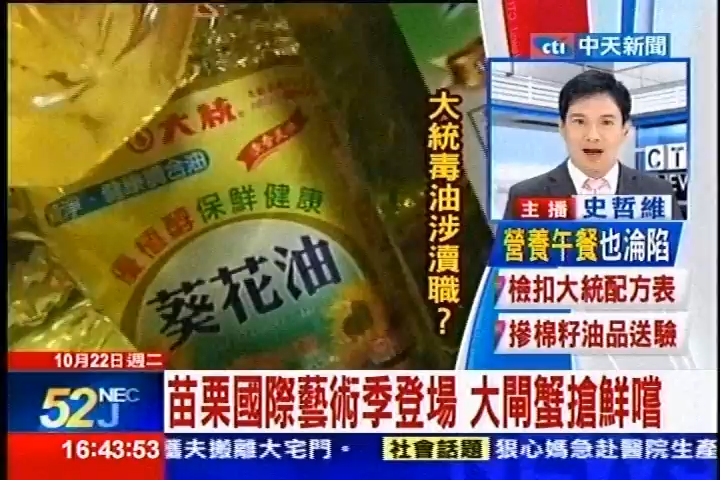 cti 中天新聞
大統
保鮮健康
葵花油
大統毒油涉瀆職？
CT
主播 史哲維
營養午餐也淪陷
檢扣大統配方表
摻棉籽油品送驗
10月22日週二
苗栗國際藝術季登場 大閘蟹搶鮮嚐
52
16:43:53
夫搬離大宅門。 社會話題 狠心媽急赴醫院生產